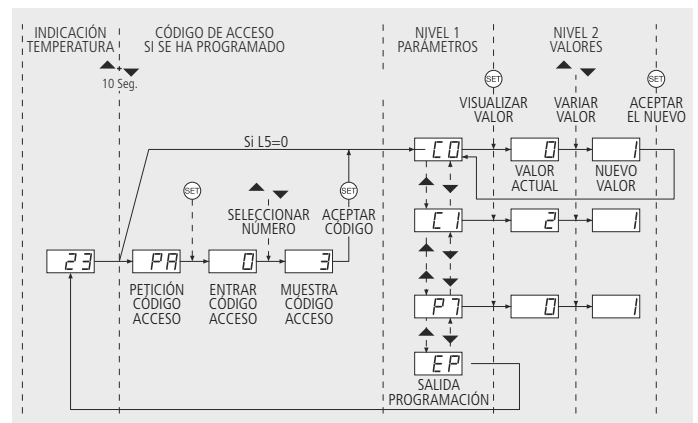 INDICACIÓN
TEMPERATURA
CÓDIGO DE ACCESO
SI SE HA PROGRAMADO
NIVEL 1
PARÁMETROS
NIVEL 2
VALORES
+
10 Seg.
SET
VISUALIZAR
VALOR
VARIAR
VALOR
SET
ACEPTAR
EL NUEVO
Si L5=0
C0
0
1
VALOR
ACTUAL
NUEVO
VALOR
SET
SELECCIONAR
NÚMERO
SET
ACEPTAR
CÓDIGO
C1
2
1
23
PA
0
3
PETICIÓN
CÓDIGO
ACCESO
ENTRAR
CÓDIGO
ACCESO
MUESTRA
CÓDIGO
ACCESO
P7
0
1
EP
SALIDA
PROGRAMACIÓN